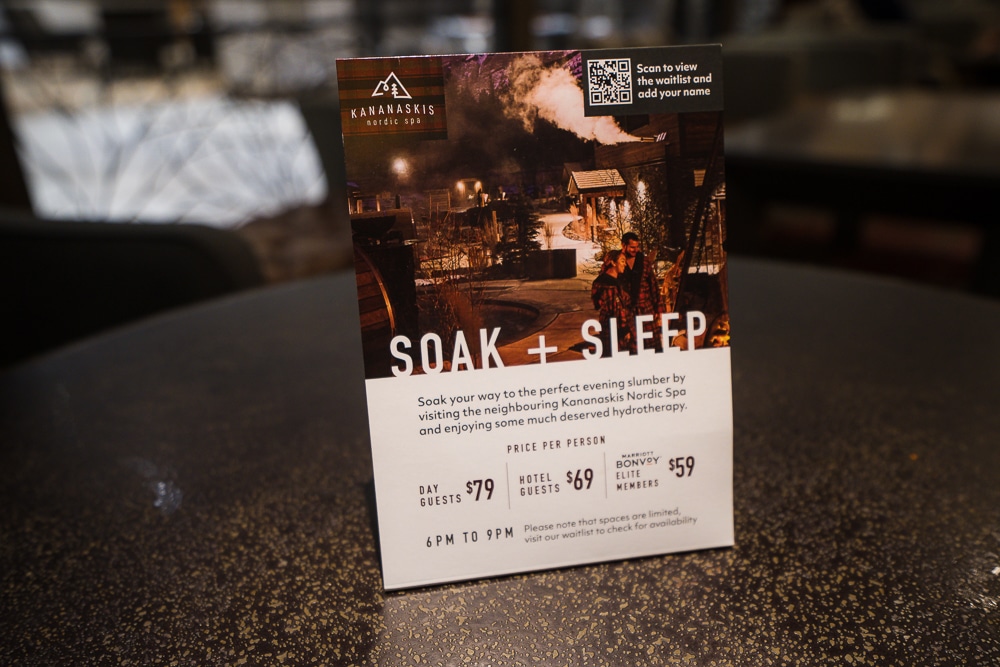 KANANASKIS
nordic spa
Scan to view
the waitlist and
add your name
SOAK + SLEEP
Soak your way to the perfect evening slumber by
visiting the neighbouring Kananaskis Nordic Spa
and enjoying some much deserved hydrotherapy.
PRICE PER PERSON
DAY
GUESTS
$79
HOTEL
GUESTS
$69
MARRIOTT
BONVOY
ELITE
MEMBERS
$59
6PM TO 9PM
Please note that spaces are limited,
visit our waitlist to check for availability